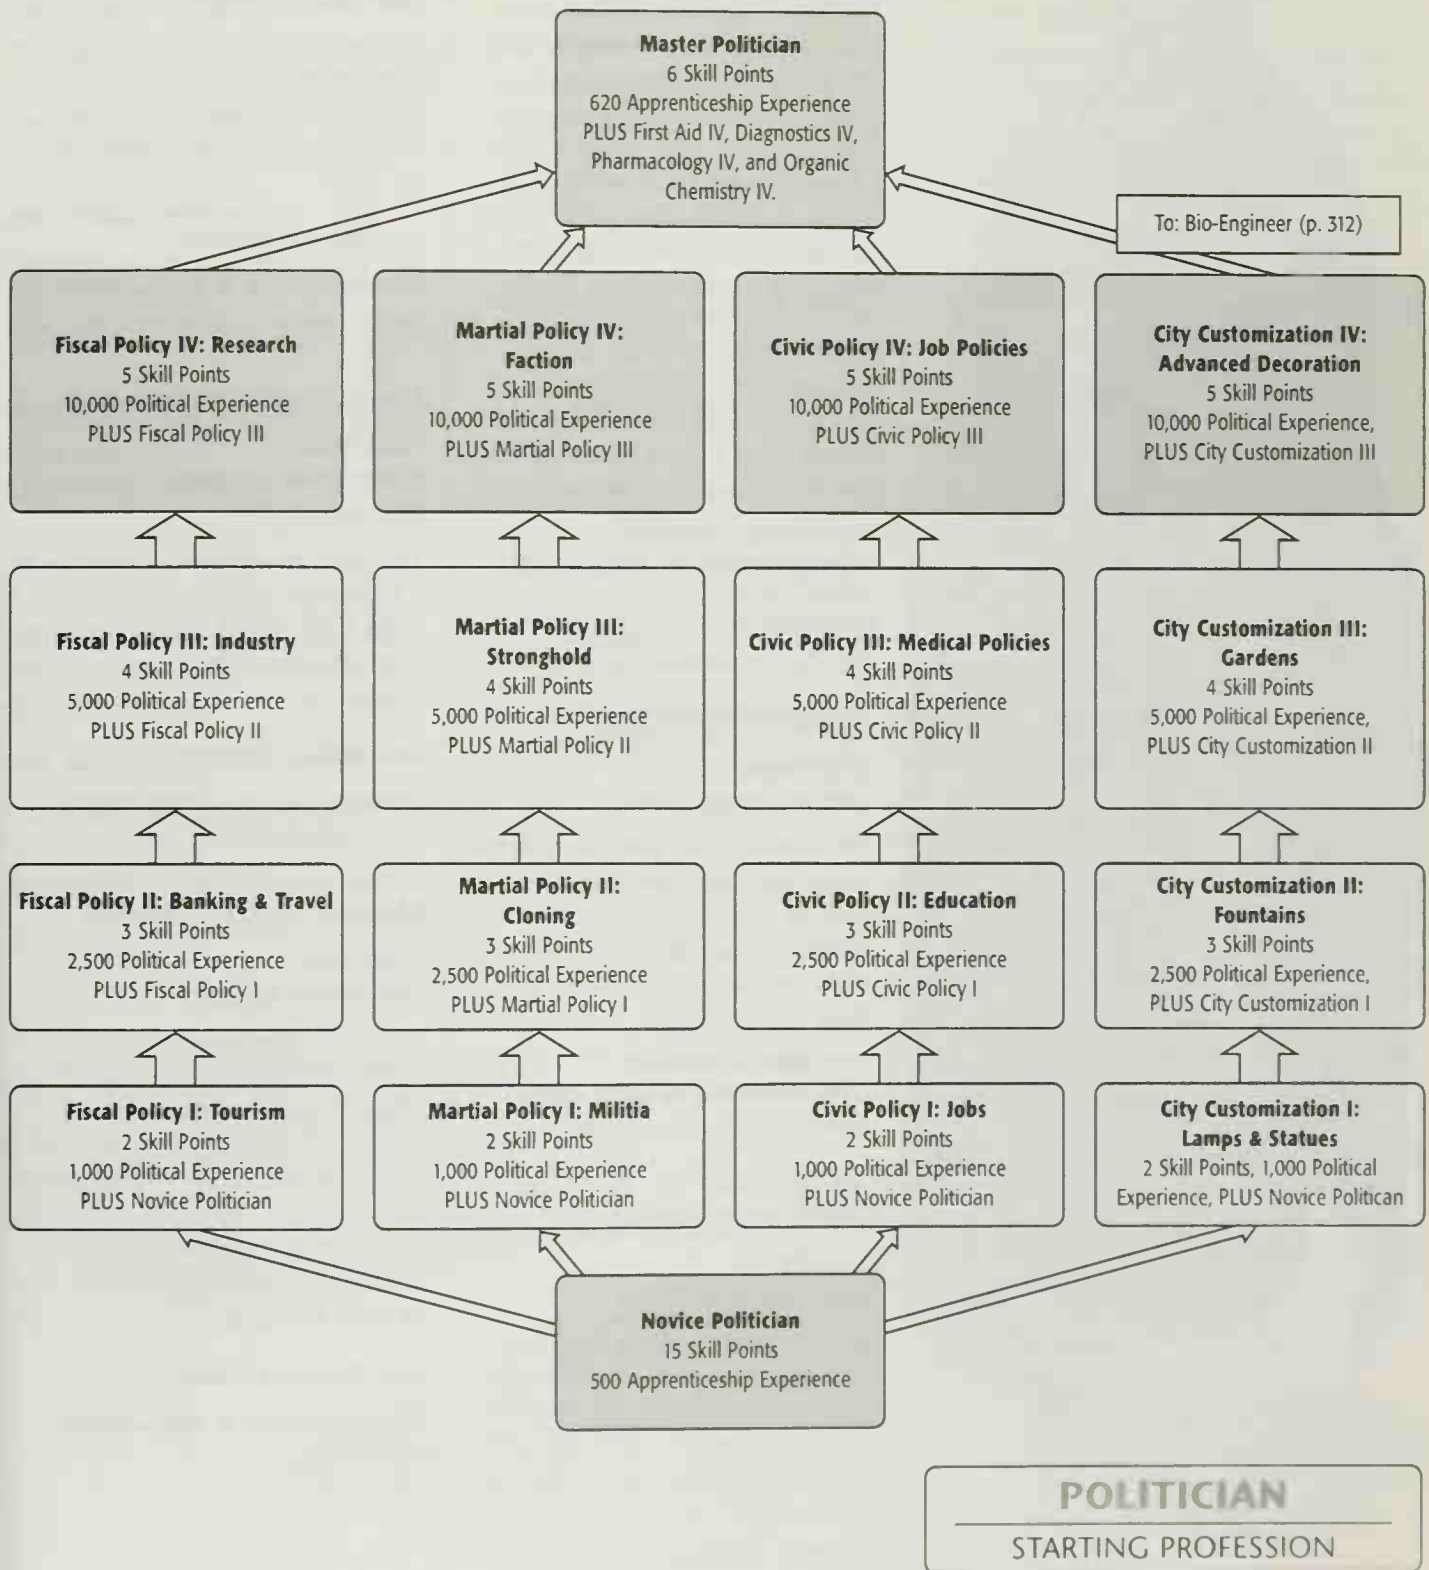 Master Politician
6 Skill Points
620 Apprenticeship Experience
PLUS First Aid IV, Diagnostics IV,
Pharmacology IV, and Organic
Chemistry IV.
To: Bio-Engineer (p. 312)
Fiscal Policy IV: Research
5 Skill Points
10,000 Political Experience
PLUS Fiscal Policy III
Martial Policy IV:
Faction
5 Skill Points
10,000 Political Experience
PLUS Martial Policy III
Civic Policy IV: Job Policies
5 Skill Points
10,000 Political Experience
PLUS Civic Policy III
City Customization IV:
Advanced Decoration
5 Skill Points
10,000 Political Experience,
PLUS City Customization III
Fiscal Policy III: Industry
4 Skill Points
5,000 Political Experience
PLUS Fiscal Policy II
Martial Policy III:
Stronghold
4 Skill Points
5,000 Political Experience
PLUS Martial Policy II
Civic Policy III: Medical Policies
4 Skill Points
5,000 Political Experience
PLUS Civic Policy II
City Customization III:
Gardens
4 Skill Points
5,000 Political Experience,
PLUS City Customization II
Fiscal Policy II: Banking & Travel
3 Skill Points
2,500 Political Experience
PLUS Fiscal Policy I
Martial Policy II:
Cloning
3 Skill Points
2,500 Political Experience
PLUS Martial Policy I
Civic Policy II: Education
3 Skill Points
2,500 Political Experience
PLUS Civic Policy I
City Customization II:
Fountains
3 Skill Points
2,500 Political Experience,
PLUS City Customization I
Fiscal Policy I: Tourism
2 Skill Points
1,000 Political Experience
PLUS Novice Politician
Martial Policy I: Militia
2 Skill Points
1,000 Political Experience
PLUS Novice Politician
Civic Policy I: Jobs
2 Skill Points
1,000 Political Experience
PLUS Novice Politician
City Customization I:
Lamps & Statues
2 Skill Points, 1,000 Political
Experience, PLUS Novice Politican
Novice Politician
15 Skill Points
500 Apprenticeship Experience
POLITICIAN
STARTING PROFESSION